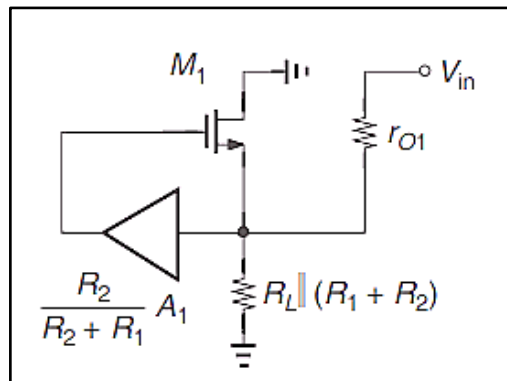 M1
Vin
rO1
R2
R2 + R1
A1
RL || (R1 + R2)